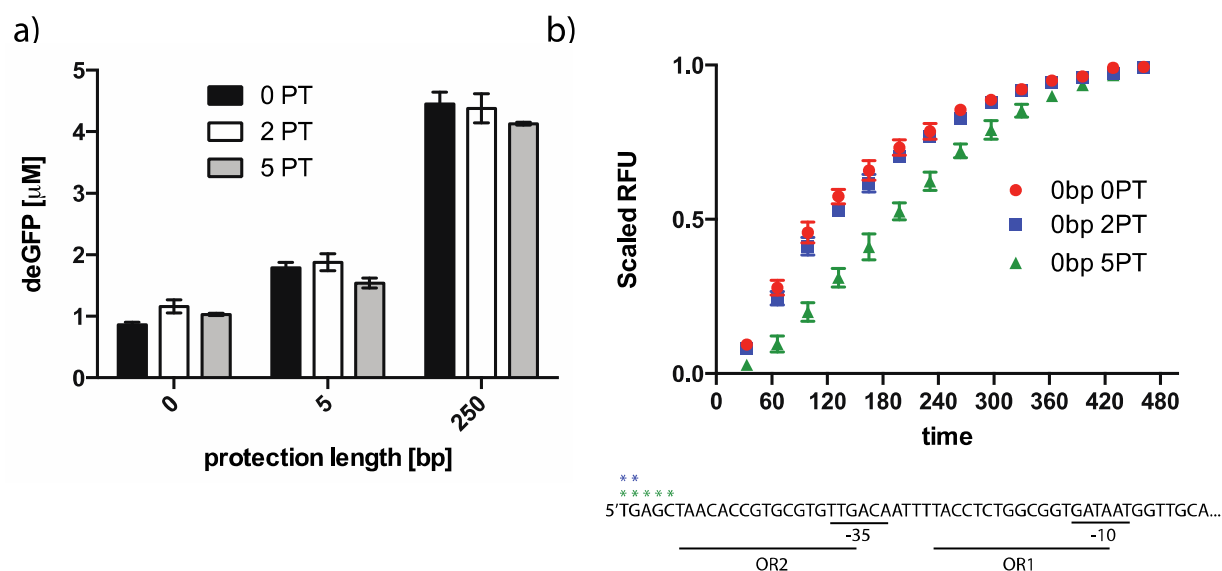 a)
5
4
3
2
1
0
deGFP [μM]
0 PT
2 PT
5 PT
0
5
250
protection length [bp]
b)
1.0
0.5
0.0
Scaled RFU
0bp 0PT
0bp 2PT
0bp 5PT
0 60 120 180 240 300 360 420 480
time
* *
* * * * *
5'TGAGCTAACACCGTGCGTGTTGACAATTTTACCTCTGGCGGTGATAATGGTTGCA...
-35 -10
OR2 OR1